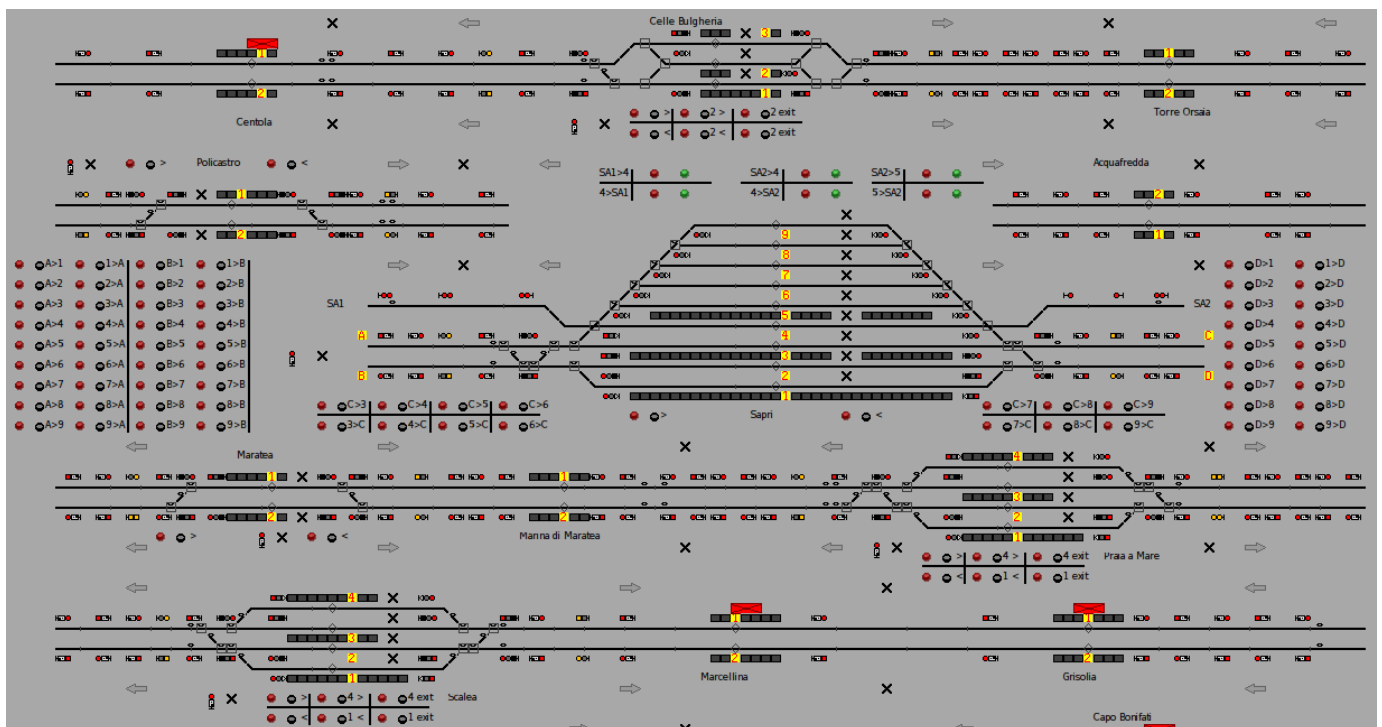 Celle Bulgheria
3
1
1
2
2
1
2
Centola
Torre Orsaia
> 2 > 2 exit
< 2 < 2 exit
> Policastro <
Acquafredda
SA1>4 SA2>4 SA2>5
4>SA1 4>SA2 5>SA2
1
2
2
1
9
8
7
6
5
4
3
2
1
A>1 2>A B>1 1>B
A>2 2>A B>2 2>B
A>3 3>A B>3 3>B
A>4 4>A B>4 4>B
A>5 5>A B>5 5>B
A>6 6>A B>6 6>B
A>7 7>A B>7 7>B
A>8 8>A B>8 8>B
A>9 9>A B>9 9>B
SA1
SA2
A
B
C
D
D>1 1>D
D>2 2>D
D>3 3>D
D>4 4>D
D>5 5>D
D>6 6>D
D>7 7>D
D>8 8>D
D>9 9>D
C>3 C>4 C>5 C>6
3>C 4>C 5>C 6>C
> Sapri <
C>7 C>8 C>9
7>C 8>C 9>C
Maratea
1
2
> <
1
2
Marina di Maratea
4
3
2
1
> 4 > 4 exit
< 1 < 1 exit
Praia a Mare
4
3
2
1
> 4 > 4 exit
< 1 < 1 exit
Scalea
1
2
Marcellina
1
2
Grisolia
Capo Bonifati